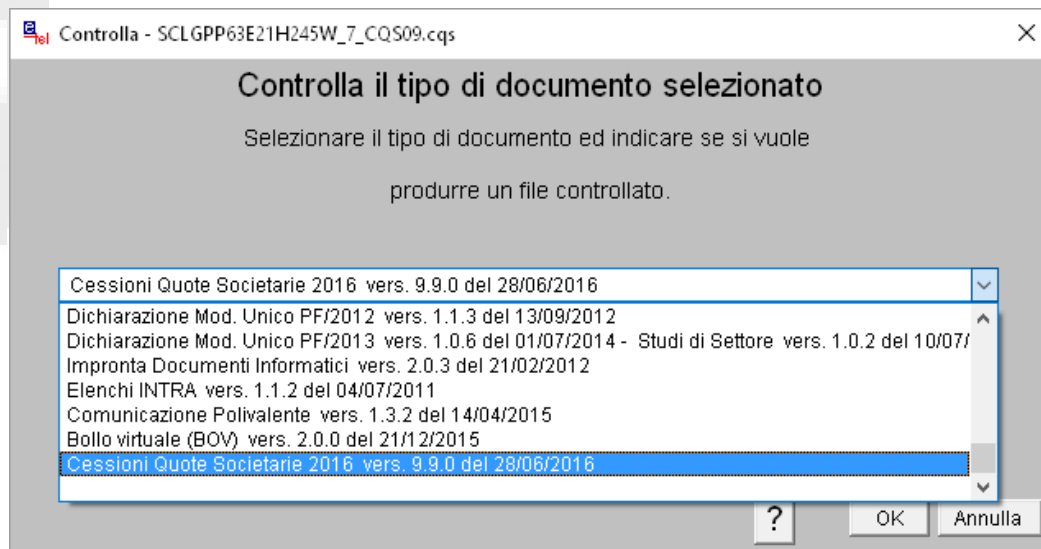 e
Tel
Controlla - SCLGPP63E21H245W_7_CQS09.cqs
Controlla il tipo di documento selezionato
Selezionare il tipo di documento ed indicare se si vuole
produrre un file controllato.
Cessioni Quote Societarie 2016 vers. 9.9.0 del 28/06/2016
Dichiarazione Mod. Unico PF/2012 vers. 1.1.3 del 13/09/2012
Dichiarazione Mod. Unico PF/2013 vers. 1.0.6 del 01/07/2014 - Studi di Settore vers. 1.0.2 del 10/07/
Impronta Documenti Informatici vers. 2.0.3 del 21/02/2012
Elenchi INTRA vers. 1.1.2 del 04/07/2011
Comunicazione Polivalente vers. 1.3.2 del 14/04/2015
Bollo virtuale (BOV) vers. 2.0.0 del 21/12/2015
Cessioni Quote Societarie 2016 vers. 9.9.0 del 28/06/2016
? OK Annulla